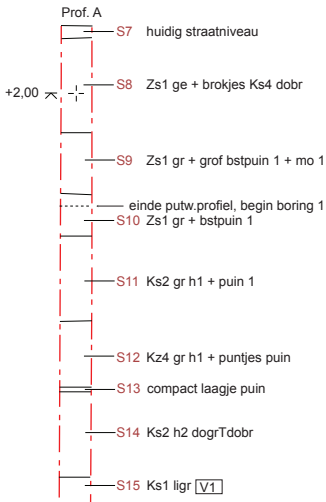 Prof. A
S7 huidig straatniveau
S8 Zs1 ge + brokjes Ks4 dobr
+2,00
S9 Zs1 gr + grof bstpuin 1 + mo 1
einde putw.profiel, begin boring 1
S10 Zs1 gr + bstpuin 1
S11 Ks2 gr h1 + puin 1
S12 Kz4 gr h1 + puntjes puin
S13 compact laagje puin
S14 Ks2 h2 dogrTdobr
S15 Ks1 ligr V1